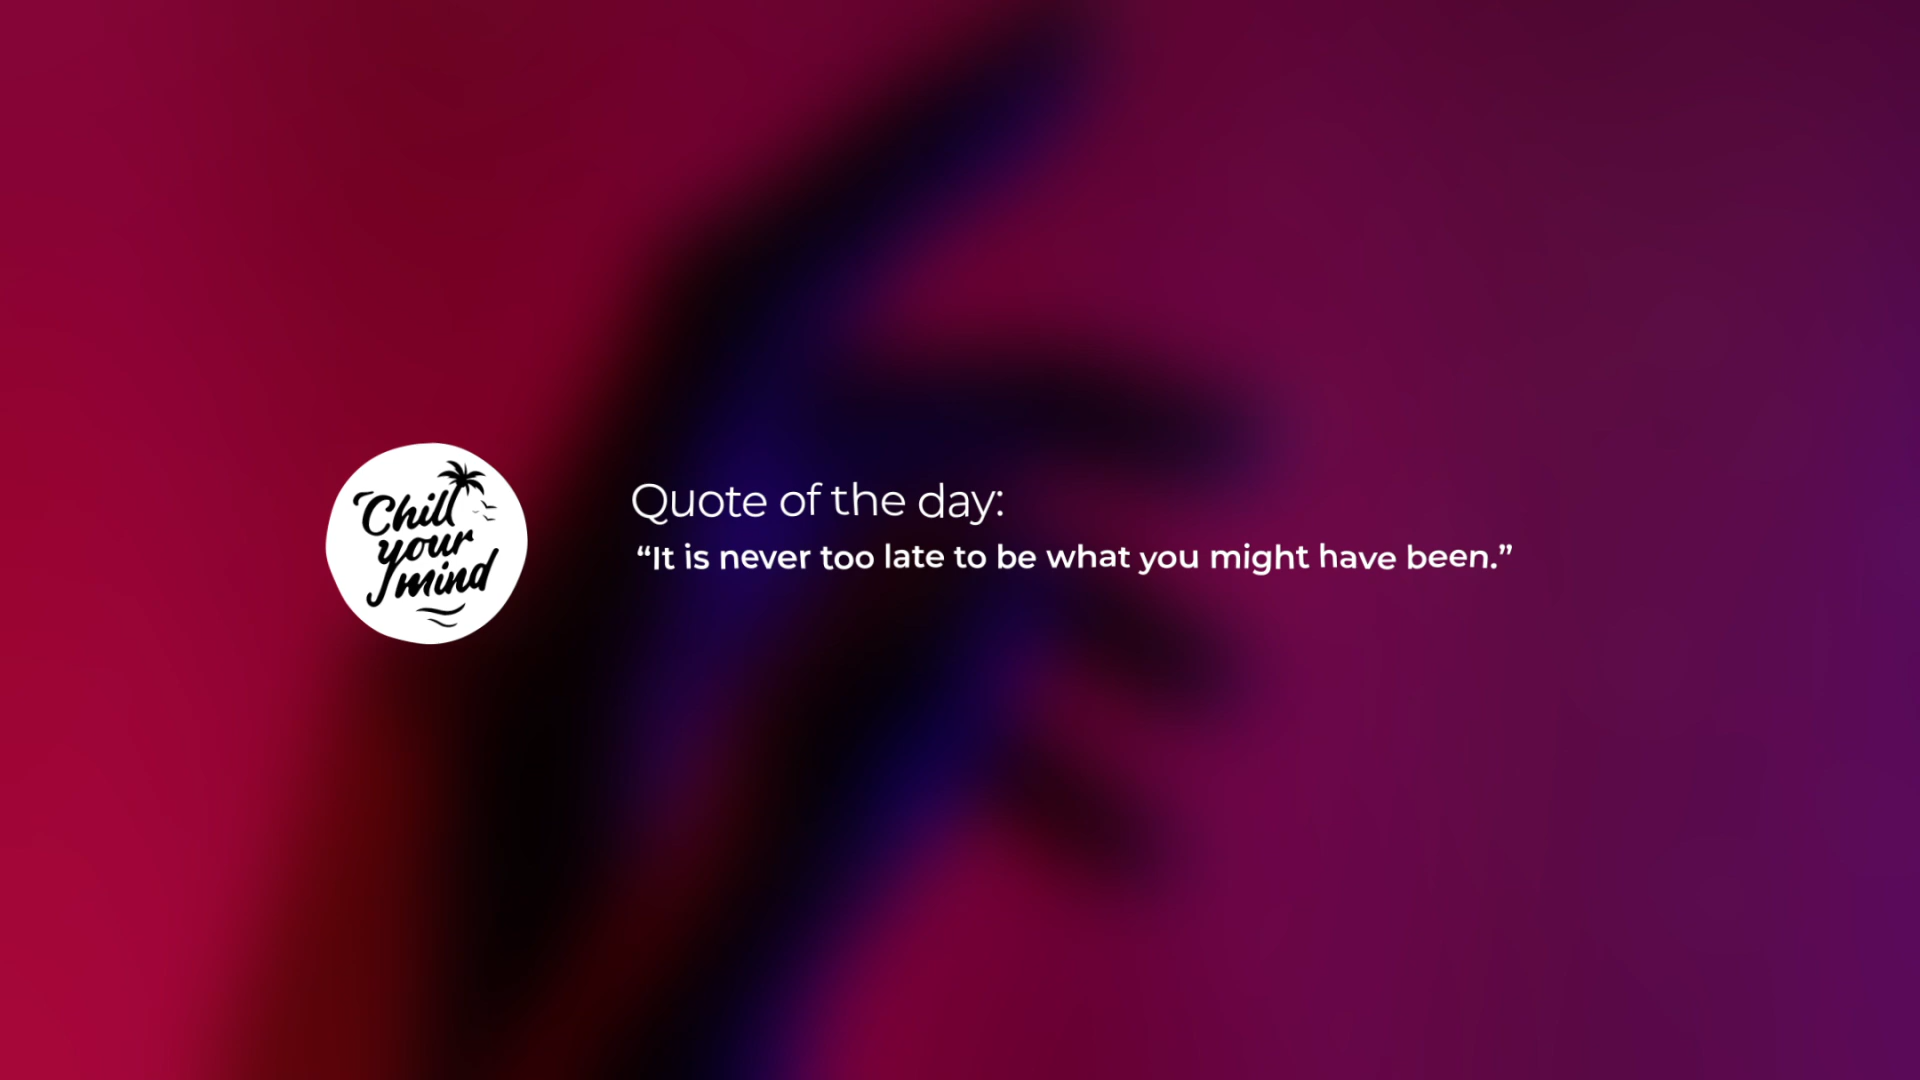 Chill
your
mind
Quote of the day:
“It is never too late to be what you might have been.”